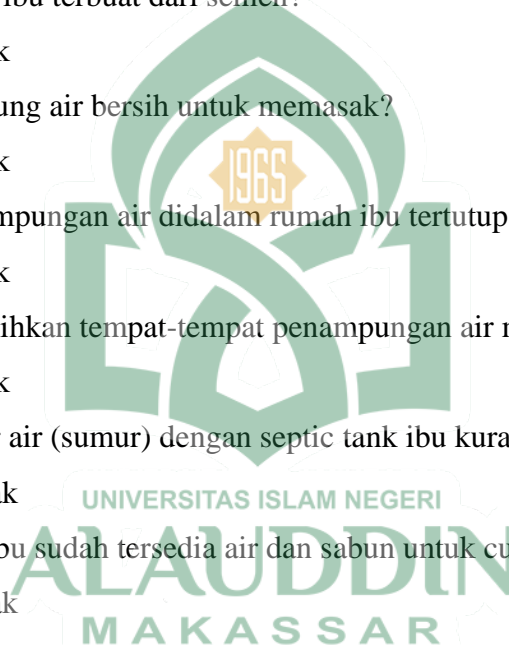 ibu terbuat dari semen?
ung air bersih untuk memasak?
1965
mpungan air didalam rumah ibu tertutup
ihkan tempat-tempat penampungan air
air (sumur) dengan septic tank ibu kura
ak
UNIVERSITAS ISLAM NEGERI
bu sudah tersedia air dan sabun untuk cu
ALAUDDIN
ak
MAKASSAR